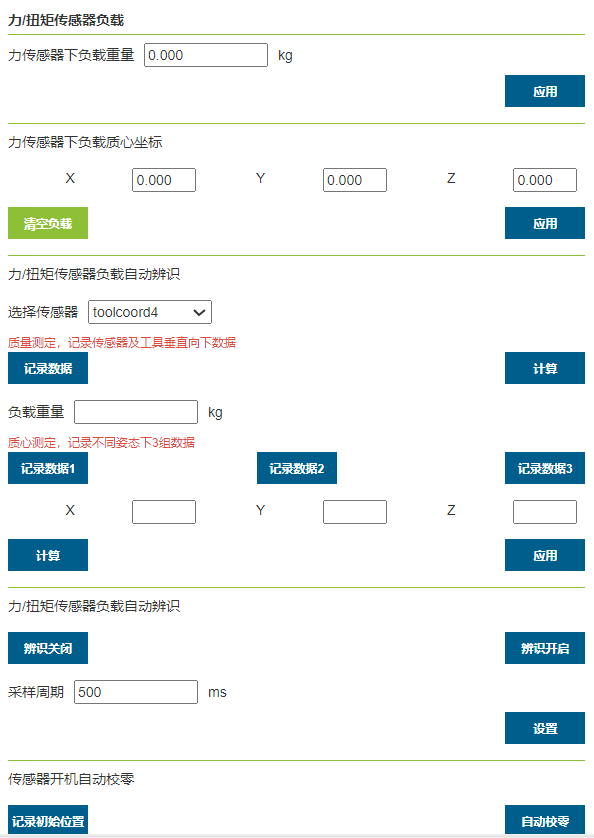 力/扭矩传感器负载
力传感器下负载重量 0.000 kg
应用
力传感器下负载质心坐标
X 0.000 Y 0.000 Z 0.000
清空负载 应用
力/扭矩传感器负载自动辨识
选择传感器 toolcoord4
质量测定，记录传感器及工具垂直向下数据
记录数据 计算
负载重量 kg
质心测定，记录不同姿态下3组数据
记录数据1 记录数据2 记录数据3
X Y Z
计算 应用
力/扭矩传感器负载自动辨识
辨识关闭 辨识开启
采样周期 500 ms
设置
传感器开机自动校零
记录初始位置 自动校零